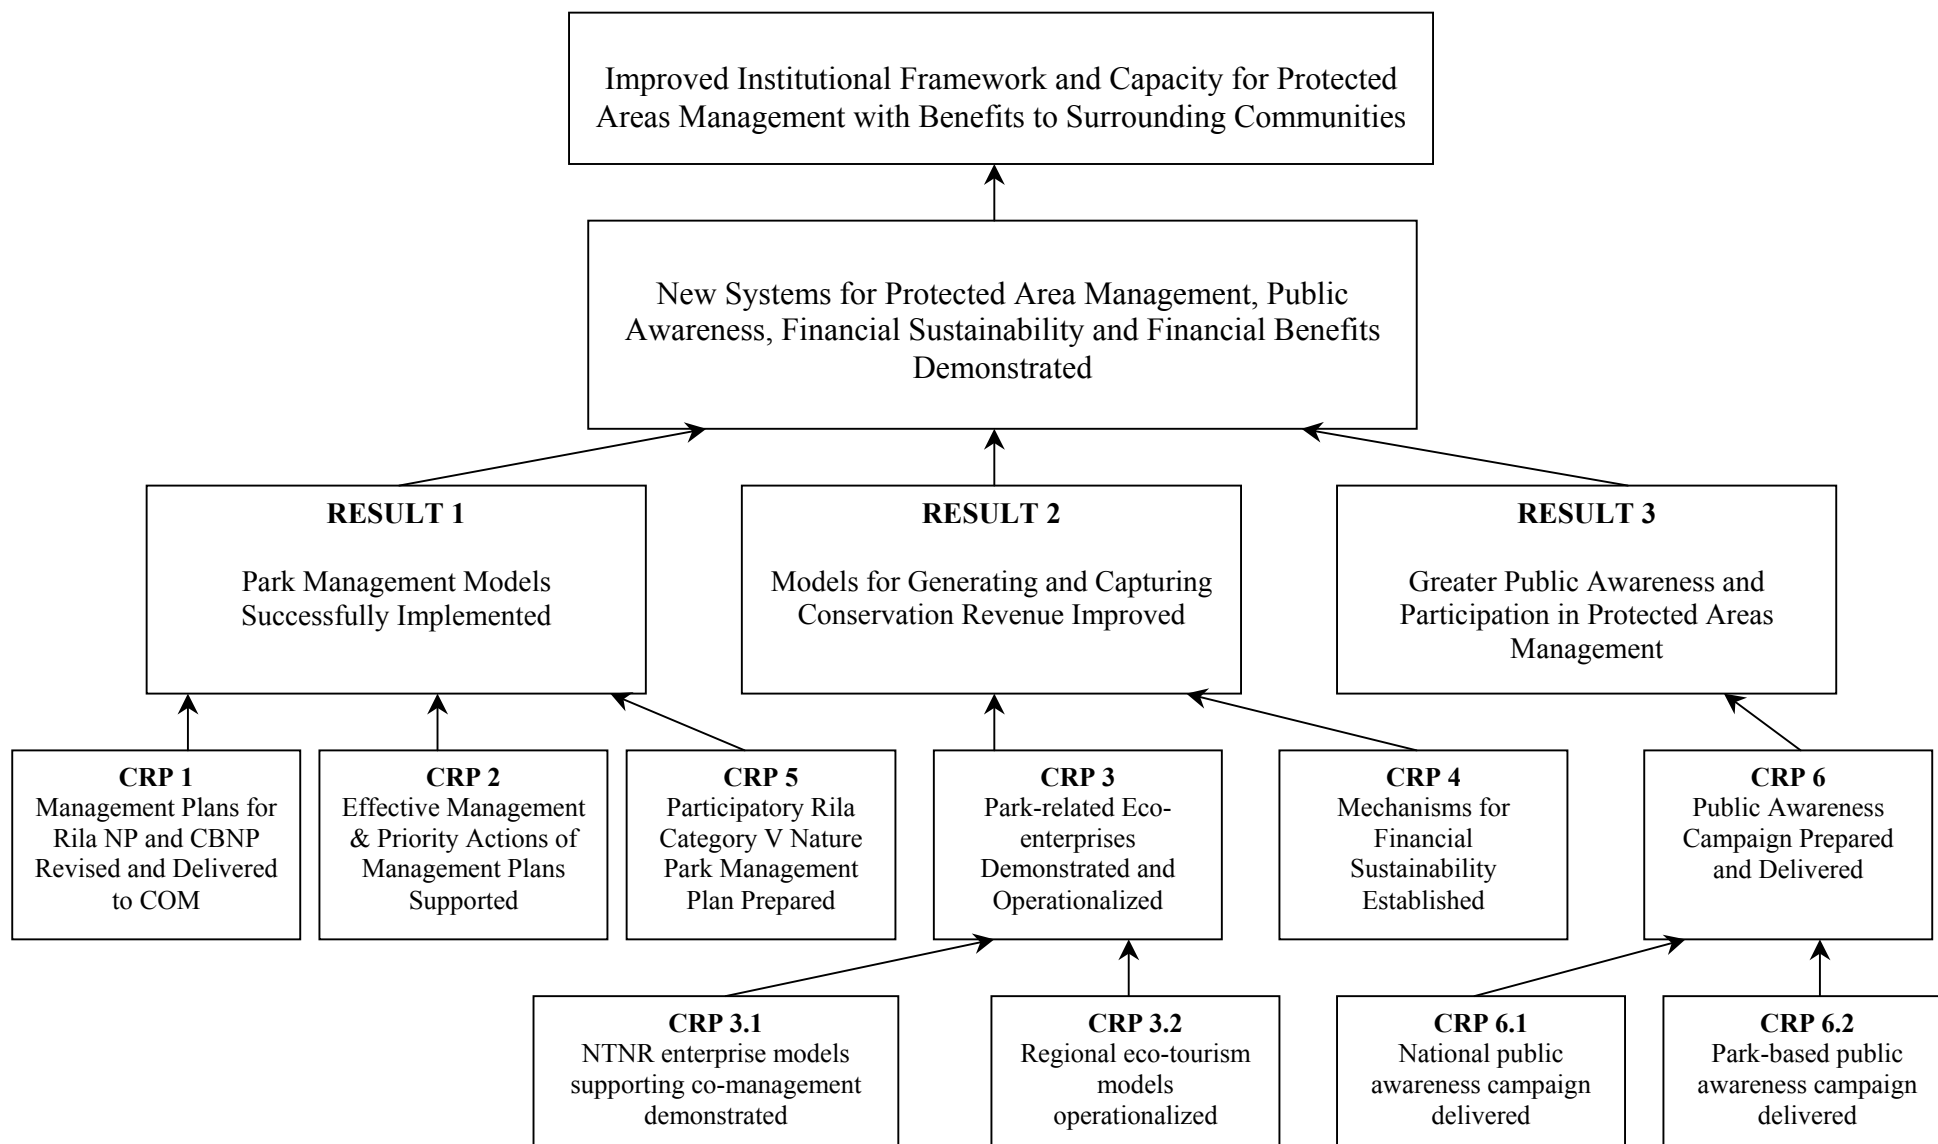 Improved Institutional Framework and Capacity for Protected
Areas Management with Benefits to Surrounding Communities
New Systems for Protected Area Management, Public
Awareness, Financial Sustainability and Financial Benefits
Demonstrated
RESULT 1
Park Management Models
Successfully Implemented
RESULT 2
Models for Generating and Capturing
Conservation Revenue Improved
RESULT 3
Greater Public Awareness and
Participation in Protected Areas
Management
CRP 1
Management Plans for
Rila NP and CBNP
Revised and Delivered
to COM
CRP 2
Effective Management
& Priority Actions of
Management Plans
Supported
CRP 5
Participatory Rila
Category V Nature
Park Management
Plan Prepared
CRP 3
Park-related Eco-
enterprises
Demonstrated and
Operationalized
CRP 4
Mechanisms for
Financial
Sustainability
Established
CRP 6
Public Awareness
Campaign Prepared
and Delivered
CRP 3.1
NTNR enterprise models
supporting co-management
demonstrated
CRP 3.2
Regional eco-tourism
models
operationalized
CRP 6.1
National public
awareness campaign
delivered
CRP 6.2
Park-based public
awareness campaign
delivered